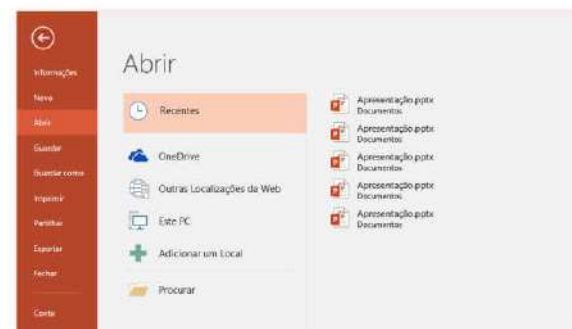 Informações
Novo
Abrir
Guardar
Guardar como
Imprimir
Partilhar
Exportar
Fechar
Conta
Abrir
Recentes
OneDrive
Outras Localizações da Web
Este PC
Adicionar um Local
Procurar
Apresentação.pptx
Documentos
Apresentação.pptx
Documentos
Apresentação.pptx
Documentos
Apresentação.pptx
Documentos
Apresentação.pptx
Documentos